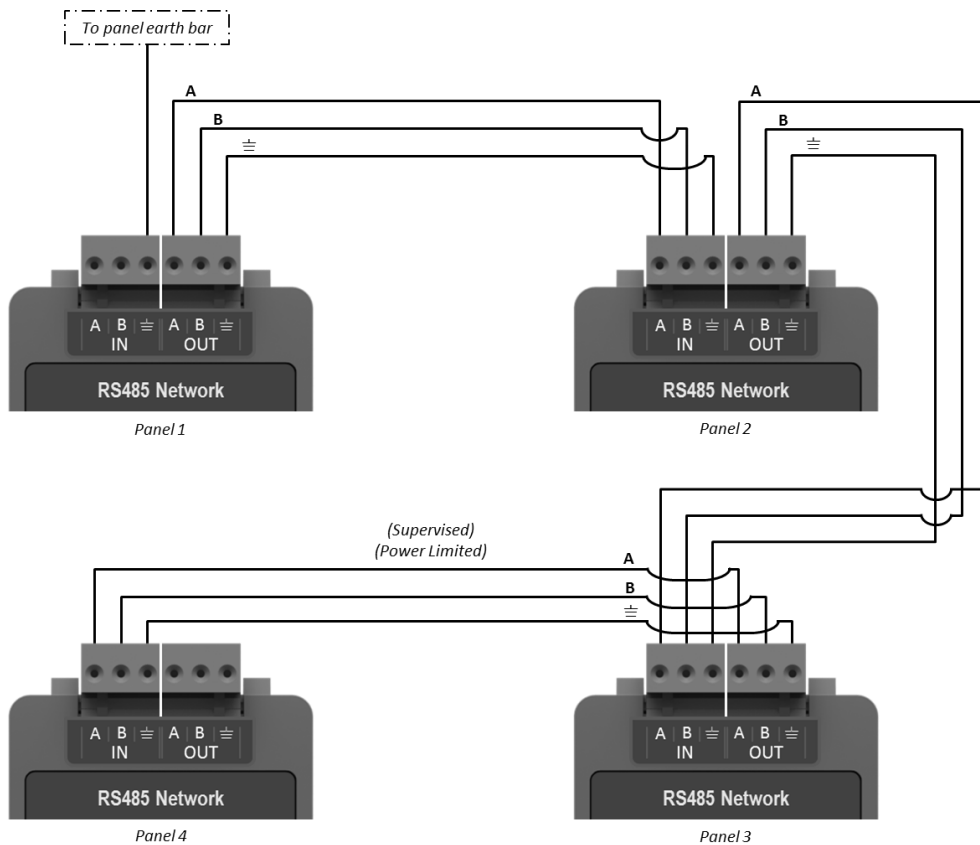 To panel earth bar
A
B
A
B
A B A B
IN OUT
RS485 Network
Panel 1
A B A B
IN OUT
RS485 Network
Panel 2
(Supervised)
(Power Limited)
A
B
A B A B
IN OUT
RS485 Network
Panel 4
A B A B
IN OUT
RS485 Network
Panel 3